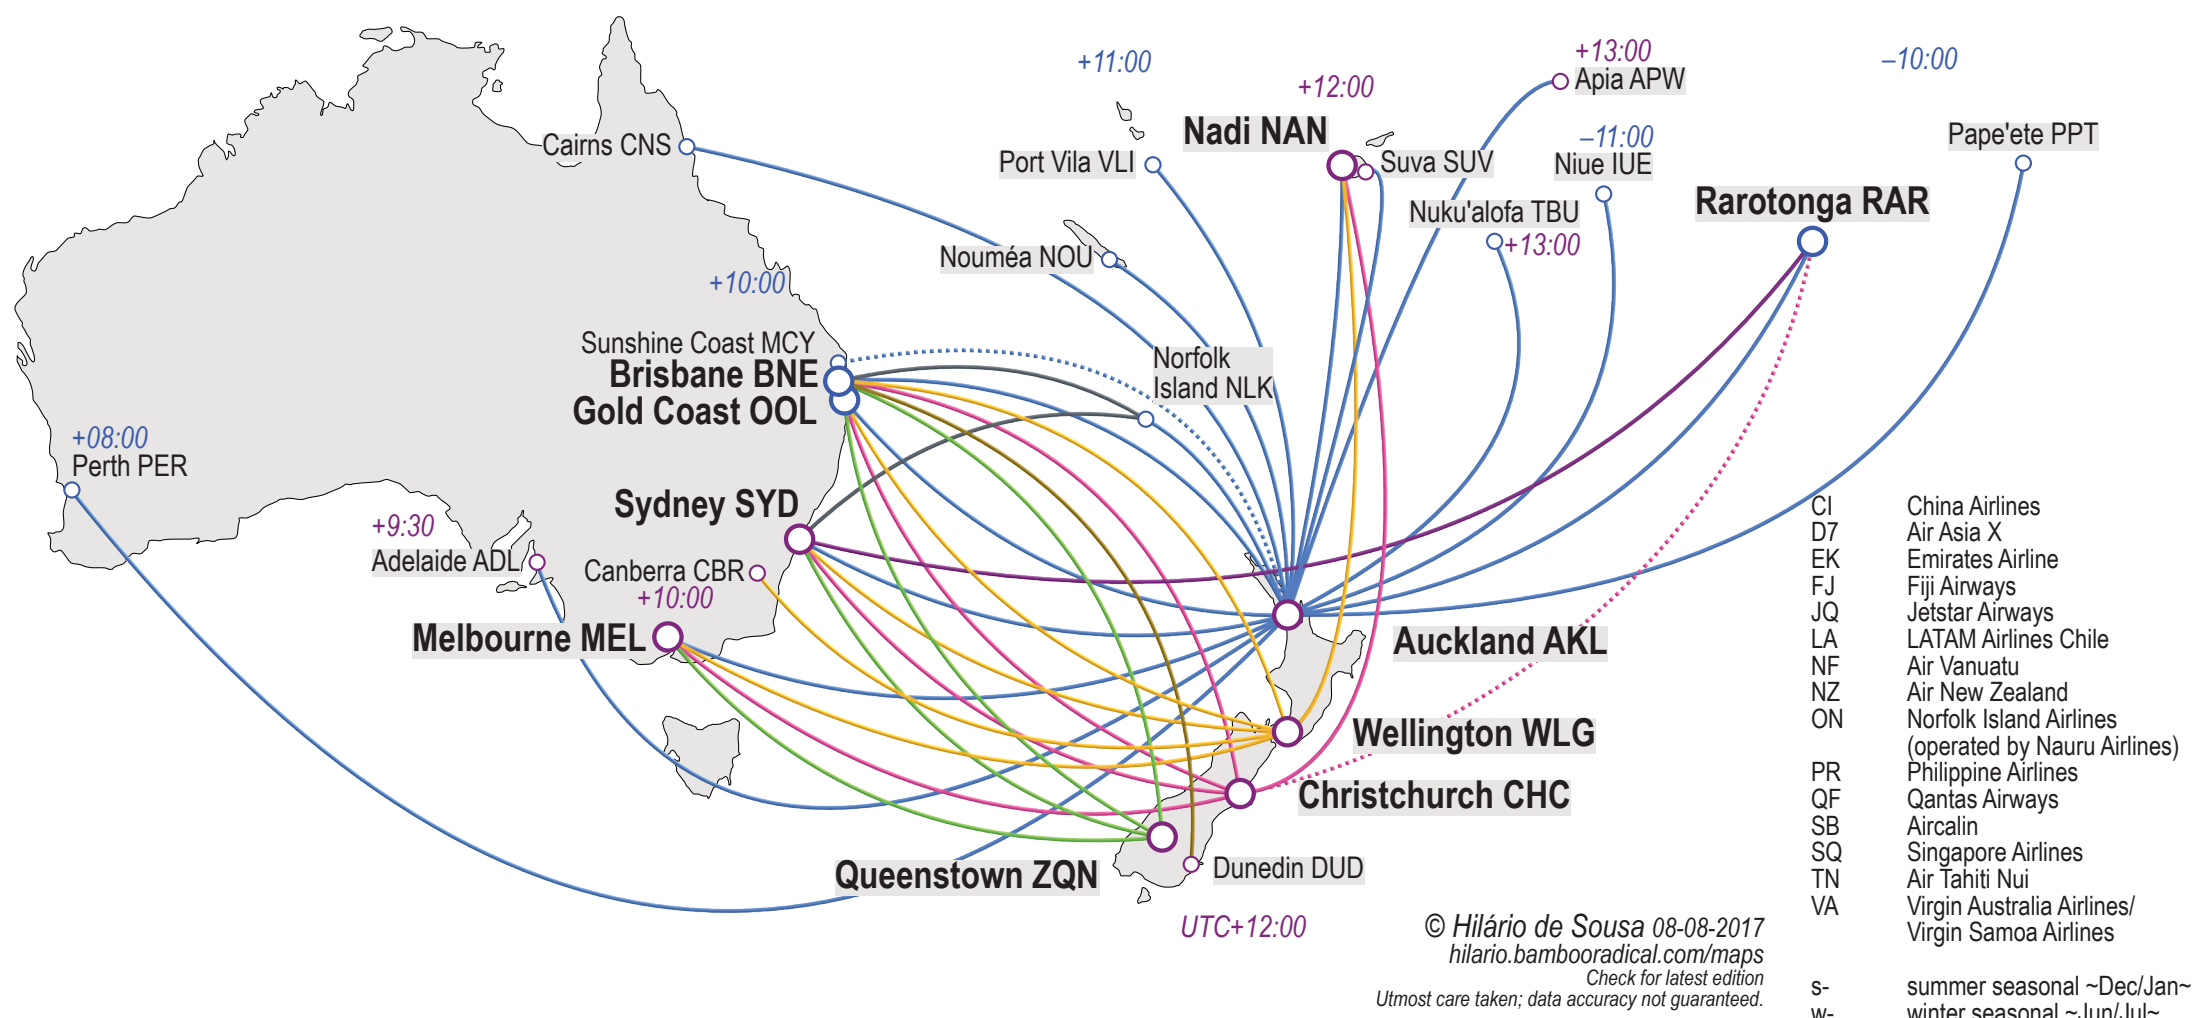 +11:00
+12:00
+13:00
Apia APW
–10:00
Cairns CNS
Port Vila VLI
Nadi NAN
Suva SUV
–11:00
Niue IUE
Pape'ete PPT
Rarotonga RAR
Nuku'alofa TBU
+13:00
Nouméa NOU
+10:00
Sunshine Coast MCY
Brisbane BNE
Gold Coast OOL
Norfolk
Island NLK
+08:00
Perth PER
Sydney SYD
+9:30
Adelaide ADL
Canberra CBR
+10:00
Melbourne MEL
Auckland AKL
Wellington WLG
Christchurch CHC
Queenstown ZQN
Dunedin DUD
UTC+12:00
© Hilário de Sousa 08-08-2017
hilario.bambooradical.com/maps
Check for latest edition
Utmost care taken; data accuracy not guaranteed.
CI China Airlines
D7 Air Asia X
EK Emirates Airline
FJ Fiji Airways
JQ Jetstar Airways
LA LATAM Airlines Chile
NF Air Vanuatu
NZ Air New Zealand
ON Norfolk Island Airlines
(operated by Nauru Airlines)
PR Philippine Airlines
QF Qantas Airways
SB Aircalin
SQ Singapore Airlines
TN Air Tahiti Nui
VA Virgin Australia Airlines/
Virgin Samoa Airlines
s- summer seasonal ~Dec/Jan~
w- winter seasonal ~Jun/Jul~